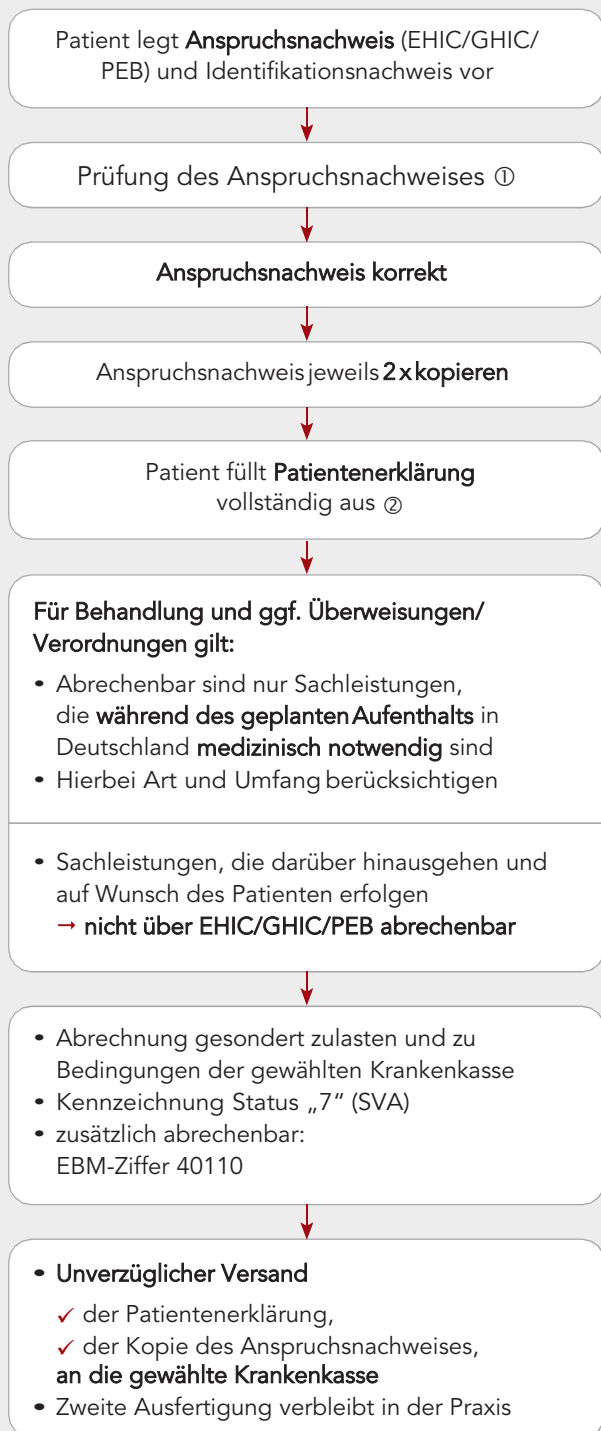 Patient legt Anspruchsnachweis (EHIC/GHIC/
PEB) und Identifikationsnachweis vor
Prüfung des Anspruchsnachweises ①
Anspruchsnachweis korrekt
Anspruchsnachweis jeweils 2 x kopieren
Patient füllt Patientenerklärung
vollständig aus ②
Für Behandlung und ggf. Überweisungen/
Verordnungen gilt:
• Abrechenbar sind nur Sachleistungen,
die während des geplanten Aufenthalts in
Deutschland medizinisch notwendig sind
• Hierbei Art und Umfang berücksichtigen
• Sachleistungen, die darüber hinausgehen und
auf Wunsch des Patienten erfolgen
→ nicht über EHIC/GHIC/PEB abrechenbar
• Abrechnung gesondert zulasten und zu
Bedingungen der gewählten Krankenkasse
• Kennzeichnung Status „7“ (SVA)
• zusätzlich abrechenbar:
EBM-Ziffer 40110
• Unverzüglicher Versand
✓ der Patientenerklärung,
✓ der Kopie des Anspruchsnachweises,
an die gewählte Krankenkasse
• Zweite Ausfertigung verbleibt in der Praxis